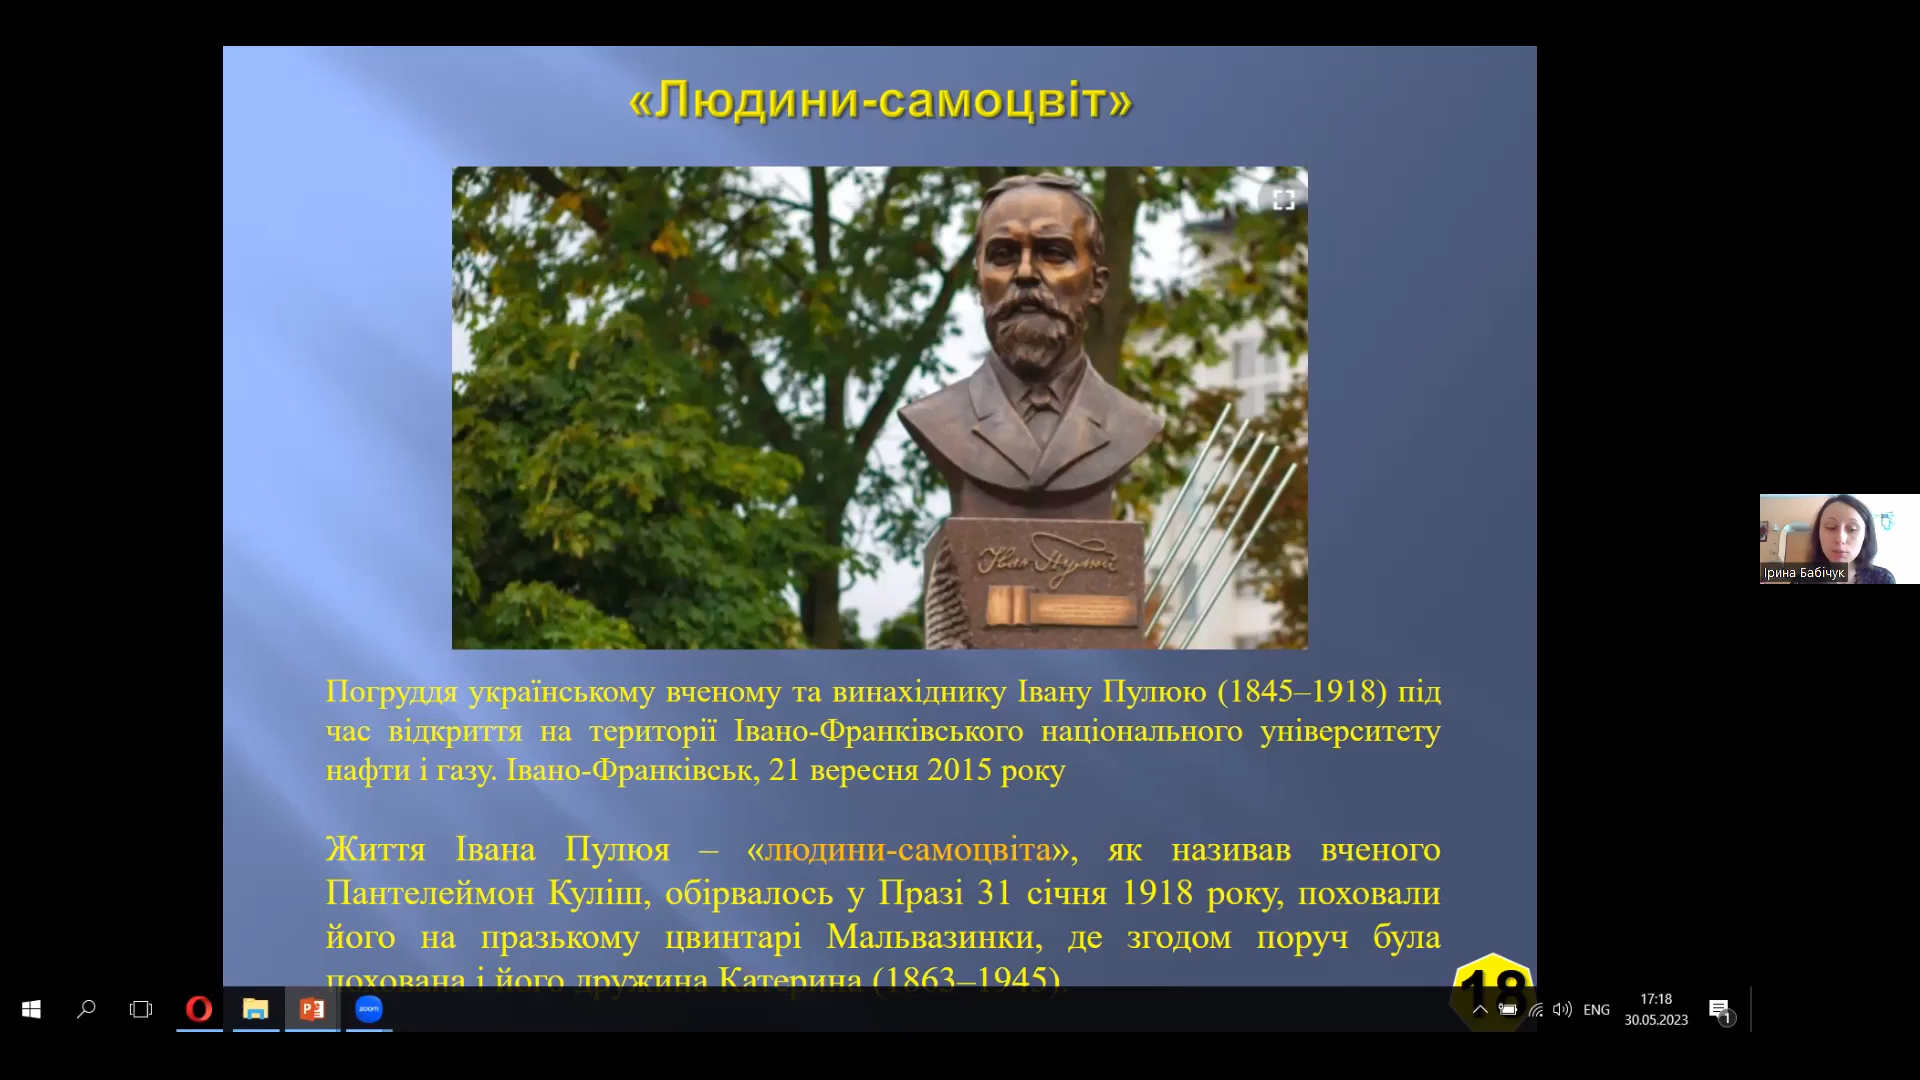 «Людини-самоцвіт»
Іван Пулюй
Погруддя українському вченому та винахіднику Івану Пулюю (1845–1918) під
час відкриття на території Івано-Франківського національного університету
нафти і газу. Івано-Франківськ, 21 вересня 2015 року
Життя Івана Пулюя – «людини-самоцвіта», як називав вченого
Пантелеймон Куліш, обірвалось у Празі 31 січня 1918 року, поховали
його на празькому цвинтарі Мальвазинки, де згодом поруч була
похована і його дружина Катерина (1863–1945).
18
Ірина Бабічук
zoom
ENG
17:18
30.05.2023
1